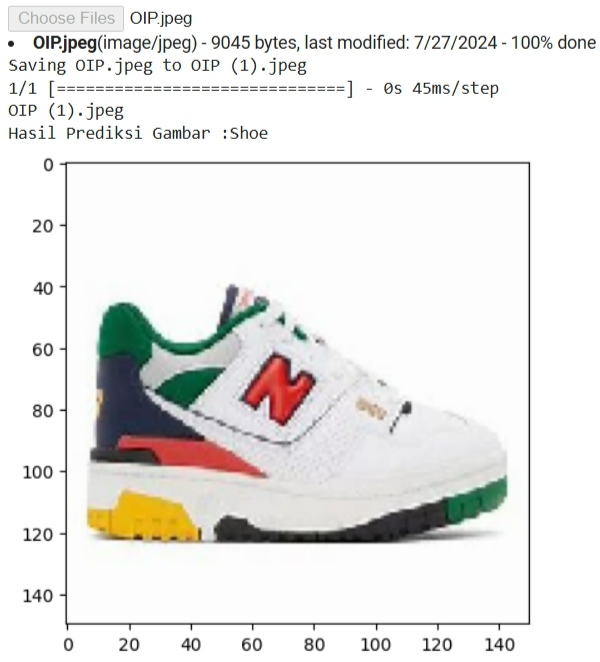 Choose Files OIP.jpeg
• OIP.jpeg(image/jpeg) - 9045 bytes, last modified: 7/27/2024 - 100% done
Saving OIP.jpeg to OIP (1).jpeg
1/1 [==============================] - 0s 45ms/step
OIP (1).jpeg
Hasil Prediksi Gambar :Shoe
0
20
40
60
N
80
100
120
140
0 20 40 60 80 100 120 140